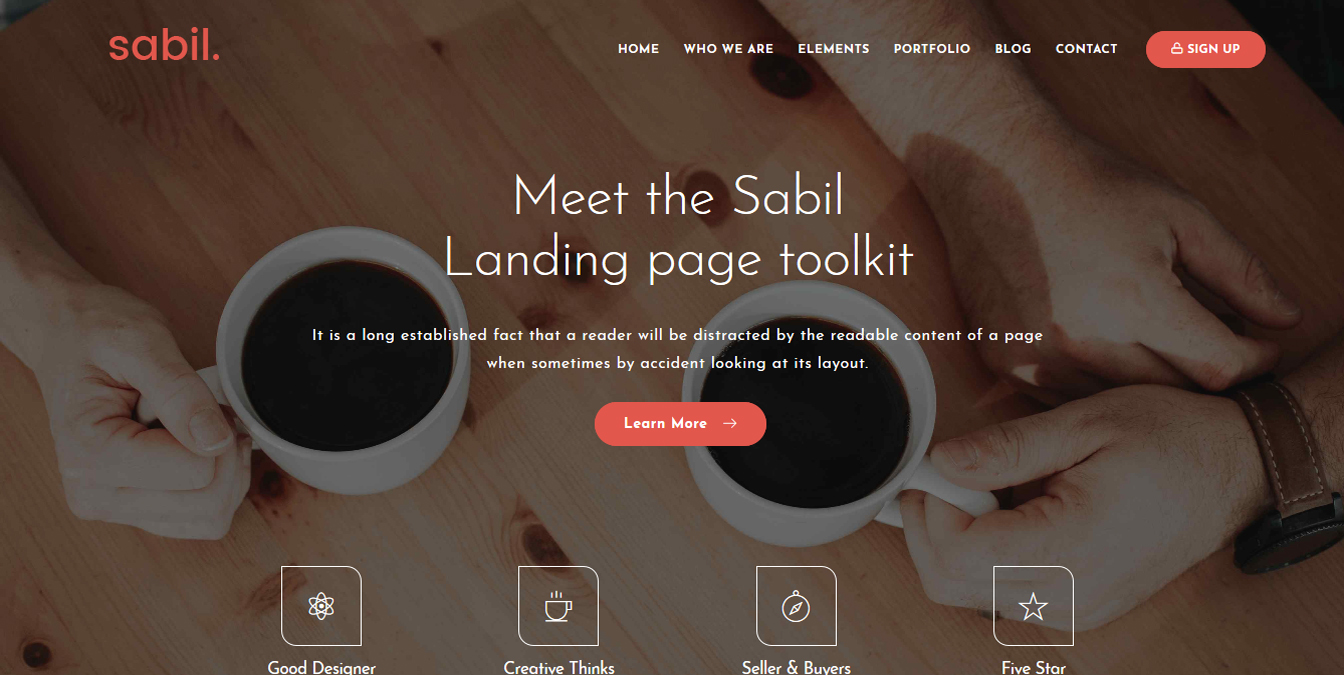 sabil.
HOME WHO WE ARE ELEMENTS PORTFOLIO BLOG CONTACT SIGN UP
Meet the Sabil
Landing page toolkit
It is a long established fact that a reader will be distracted by the readable content of a page
when sometimes by accident looking at its layout.
Learn More
Good Designer Creative Thinks Seller & Buyers Five Star